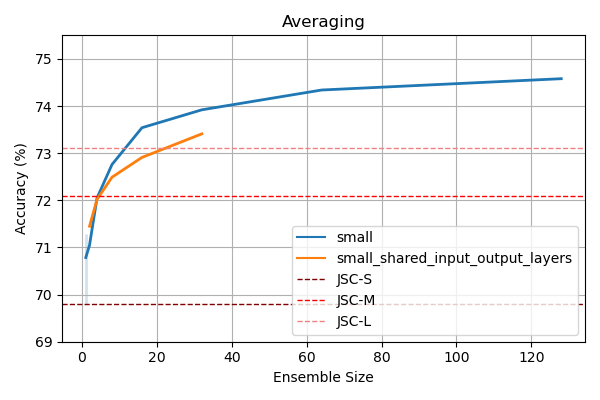 Averaging
75
74
73
72
71
70
69
Accuracy (%)
0 20 40 60 80 100 120
Ensemble Size
small
small_shared_input_output_layers
JSC-S
JSC-M
JSC-L